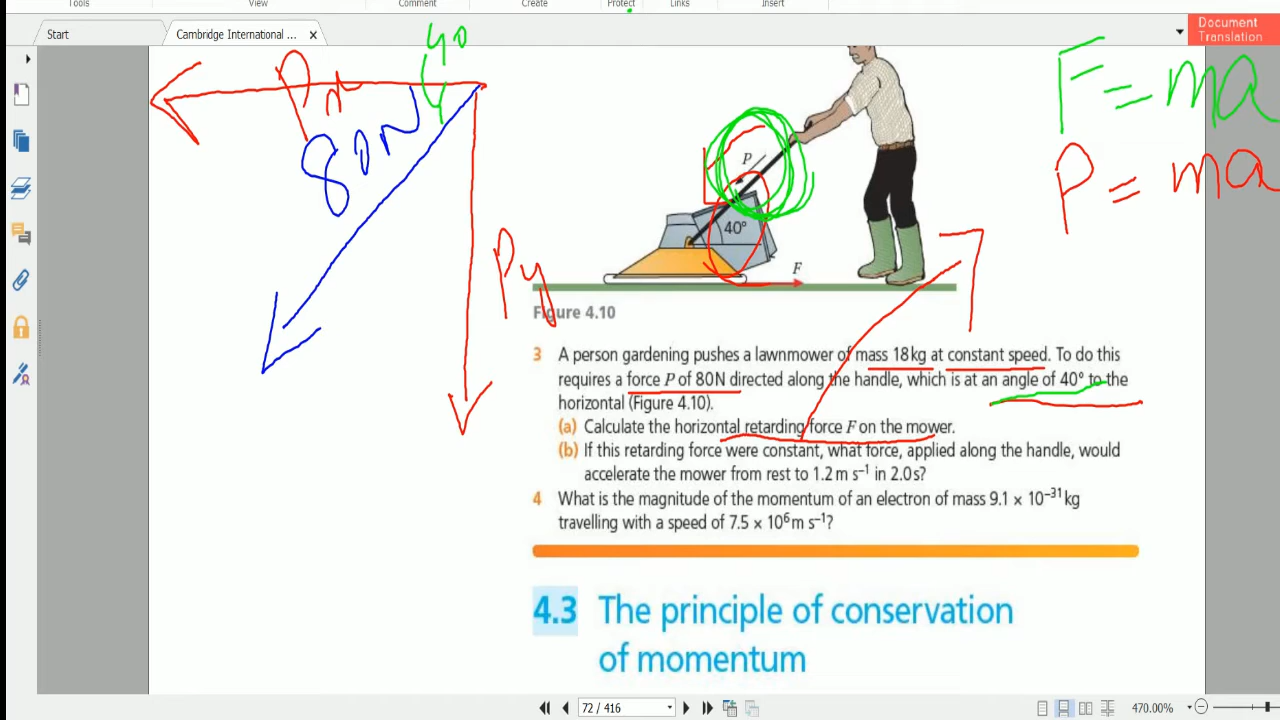 Tools View Comment Create Protect Links Insert
Start Cambridge International ... x
Document
Translation
40
Px
80N
Py
F = ma
P = ma
P
40°
F
Figure 4.10
3 A person gardening pushes a lawnmower of mass 18 kg at constant speed. To do this
requires a force P of 80 N directed along the handle, which is at an angle of 40° to the
horizontal (Figure 4.10).
(a) Calculate the horizontal retarding force F on the mower.
(b) If this retarding force were constant, what force, applied along the handle, would
accelerate the mower from rest to 1.2 m s⁻¹ in 2.0 s?
4 What is the magnitude of the momentum of an electron of mass 9.1 × 10⁻³¹ kg
travelling with a speed of 7.5 × 10⁶ m s⁻¹?
4.3 The principle of conservation
of momentum
72 / 416
470.00%